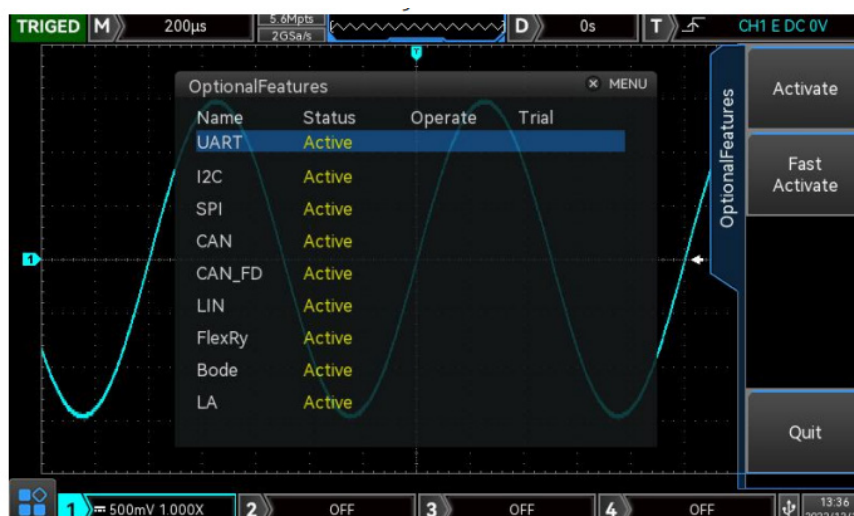 TRIGED M 200μs 5.6Mpts D 0s T CH1 E DC 0V
2GSa/s
T
OptionalFeatures MENU
Name Status Operate Trial
UART Active
I2C Active
SPI Active
CAN Active
CAN_FD Active
LIN Active
FlexRy Active
Bode Active
LA Active
OptionalFeatures
Activate
Fast
Activate
Quit
1
1 500mV 1.000X 2 OFF 3 OFF 4 OFF 13:36